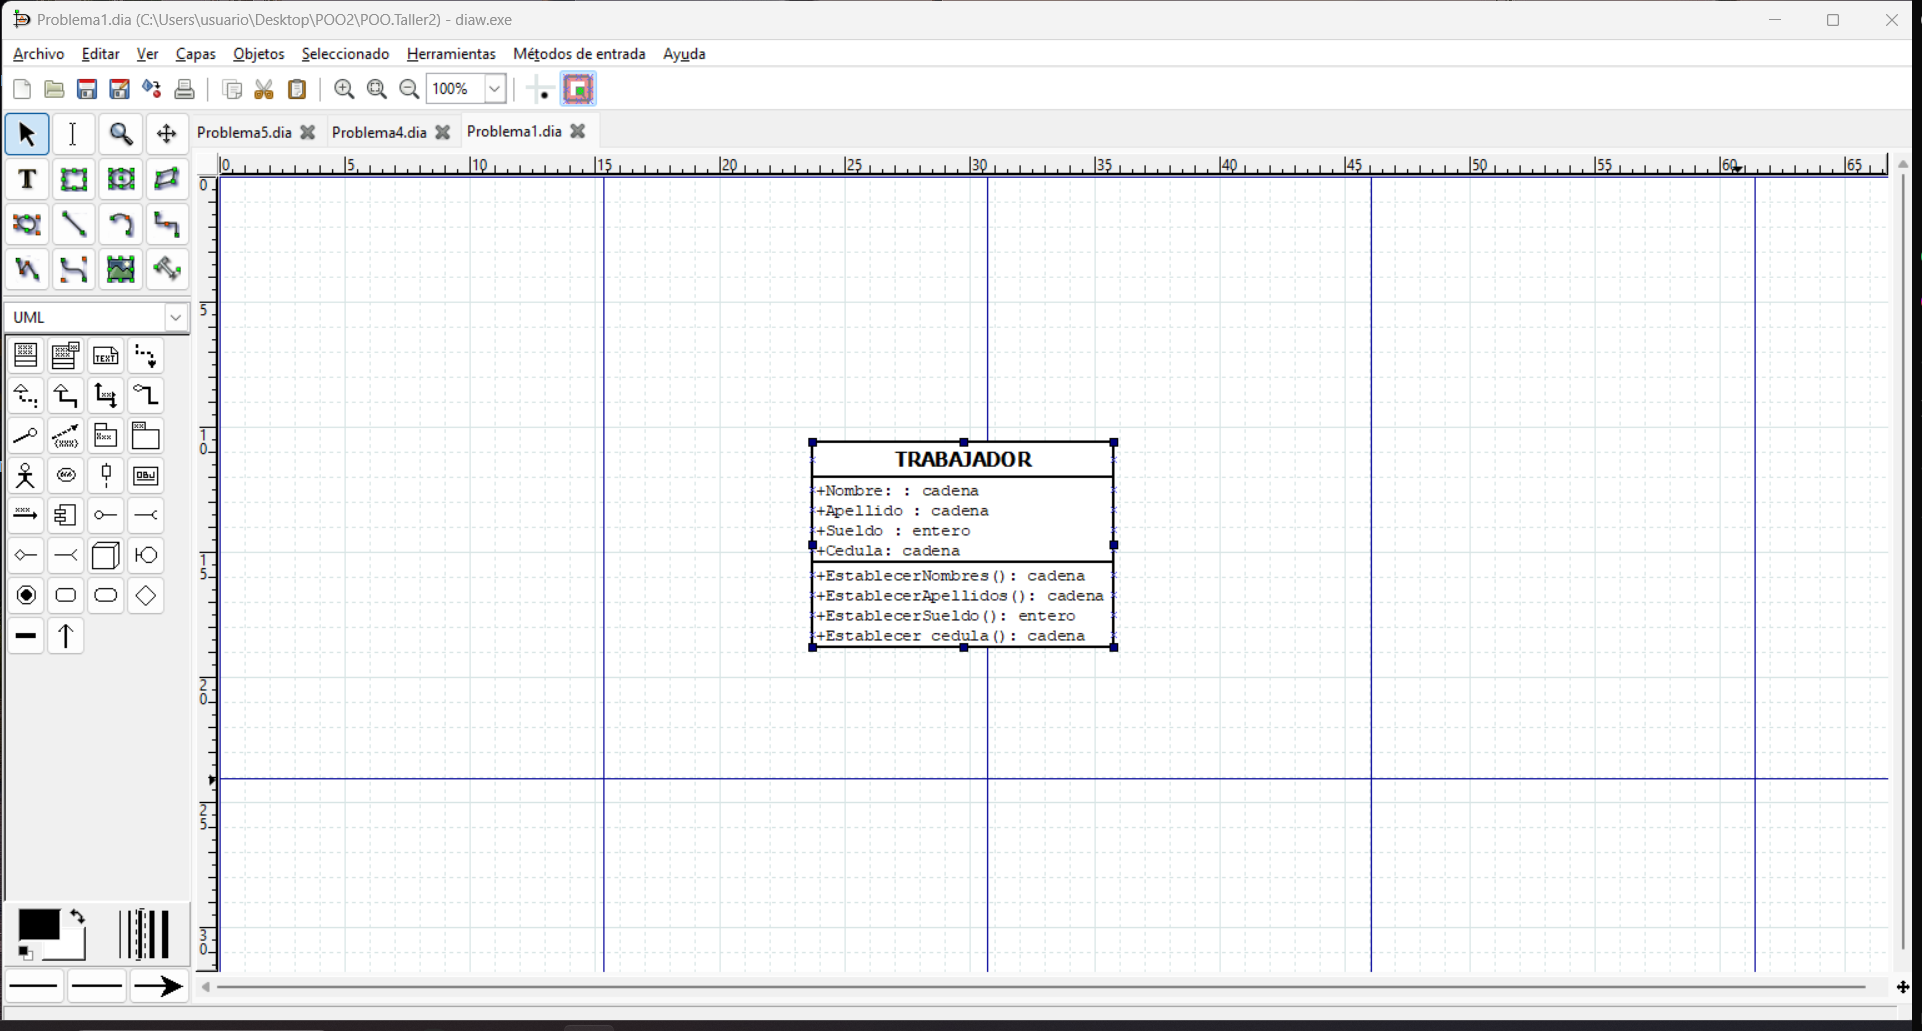 Problema1.dia (C:\Users\usuario\Desktop\POO2\POO.Taller2) - diaw.exe
Archivo Editar Ver Capas Objetos Seleccionado Herramientas Métodos de entrada Ayuda
100%
Problema5.dia Problema4.dia Problema1.dia
0 5 10 15 20 25 30 35 40 45 50 55 60 65
T
UML
0
5
10
15
20
25
30
TEXT
OBJ
TRABAJADOR
+Nombre: : cadena
+Apellido : cadena
+Sueldo : entero
+Cedula: cadena
+EstablecerNombres(): cadena
+EstablecerApellidos(): cadena
+EstablecerSueldo(): entero
+Establecer cedula(): cadena